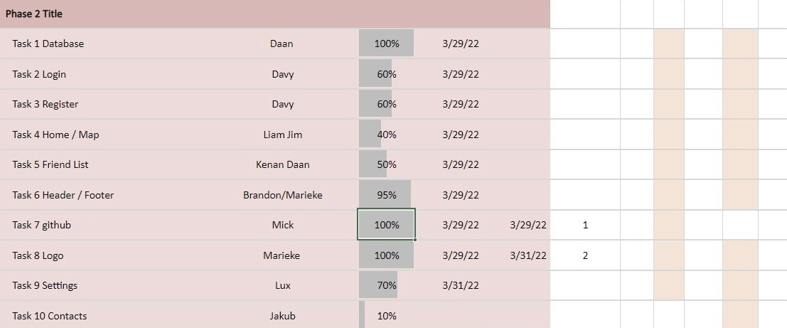 Phase 2 Title
Task 1 Database Daan 100% 3/29/22
Task 2 Login Davy 60% 3/29/22
Task 3 Register Davy 60% 3/29/22
Task 4 Home / Map Liam Jim 40% 3/29/22
Task 5 Friend List Kenan Daan 50% 3/29/22
Task 6 Header / Footer Brandon/Marieke 95% 3/29/22
Task 7 github Mick 100% 3/29/22 3/29/22 1
Task 8 Logo Marieke 100% 3/29/22 3/31/22 2
Task 9 Settings Lux 70% 3/31/22
Task 10 Contacts Jakub 10%